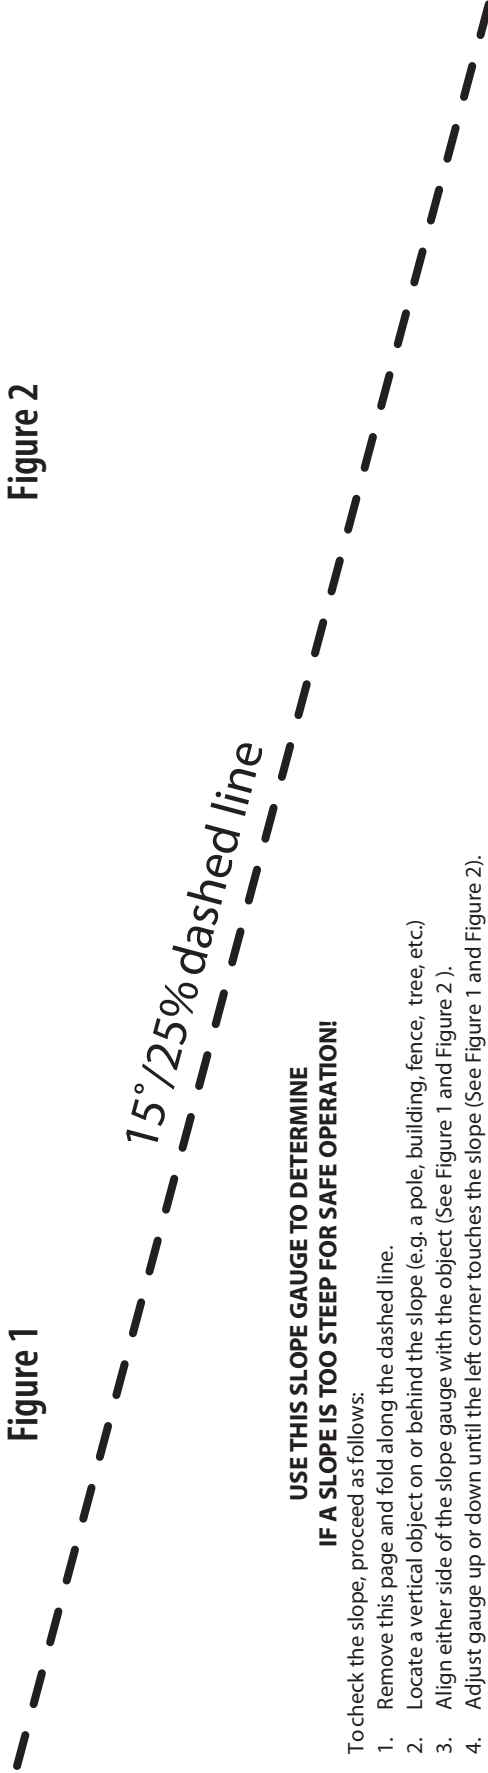 Figure 1
Figure 2
15°/25% dashed line
USE THIS SLOPE GAUGE TO DETERMINE
IF A SLOPE IS TOO STEEP FOR SAFE OPERATION!
To check the slope, proceed as follows:
1. Remove this page and fold along the dashed line.
2. Locate a vertical object on or behind the slope (e.g. a pole, building, fence, tree, etc.)
3. Align either side of the slope gauge with the object (See Figure 1 and Figure 2 ).
4. Adjust gauge up or down until the left corner touches the slope (See Figure 1 and Figure 2).